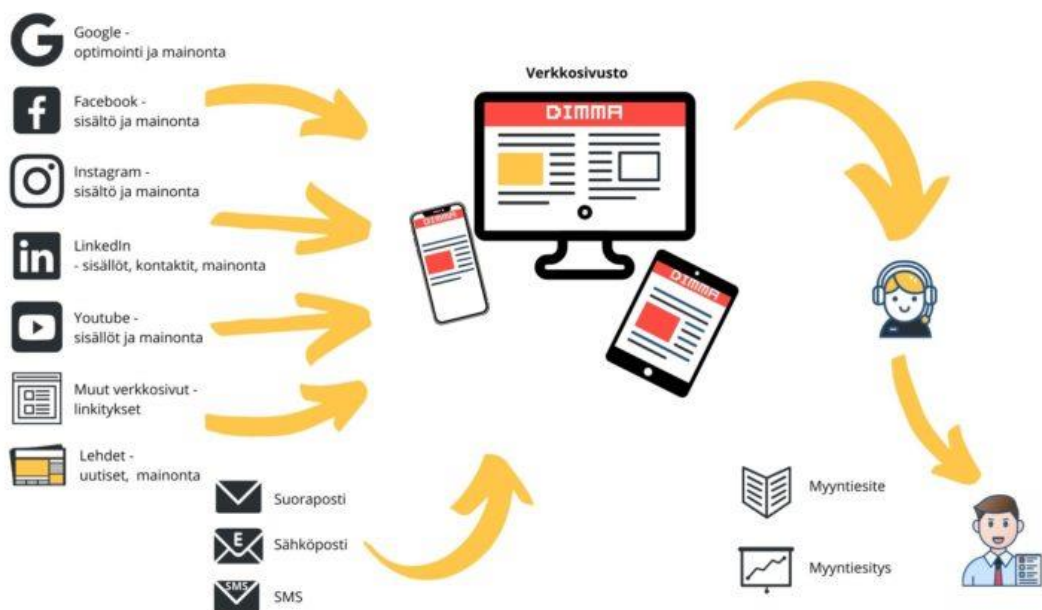 Google -
optimointi ja mainonta
Facebook -
sisältö ja mainonta
Instagram -
sisältö ja mainonta
LinkedIn
- sisällöt, kontaktit, mainonta
Youtube -
sisällöt ja mainonta
Muut verkkosivut -
linkitykset
Lehdet -
uutiset, mainonta
Suoraposti
E
Sähköposti
SMS
SMS
Verkkosivusto
DIMMA
DIMMA
DIMMA
Myyntiesite
Myyntiesitys